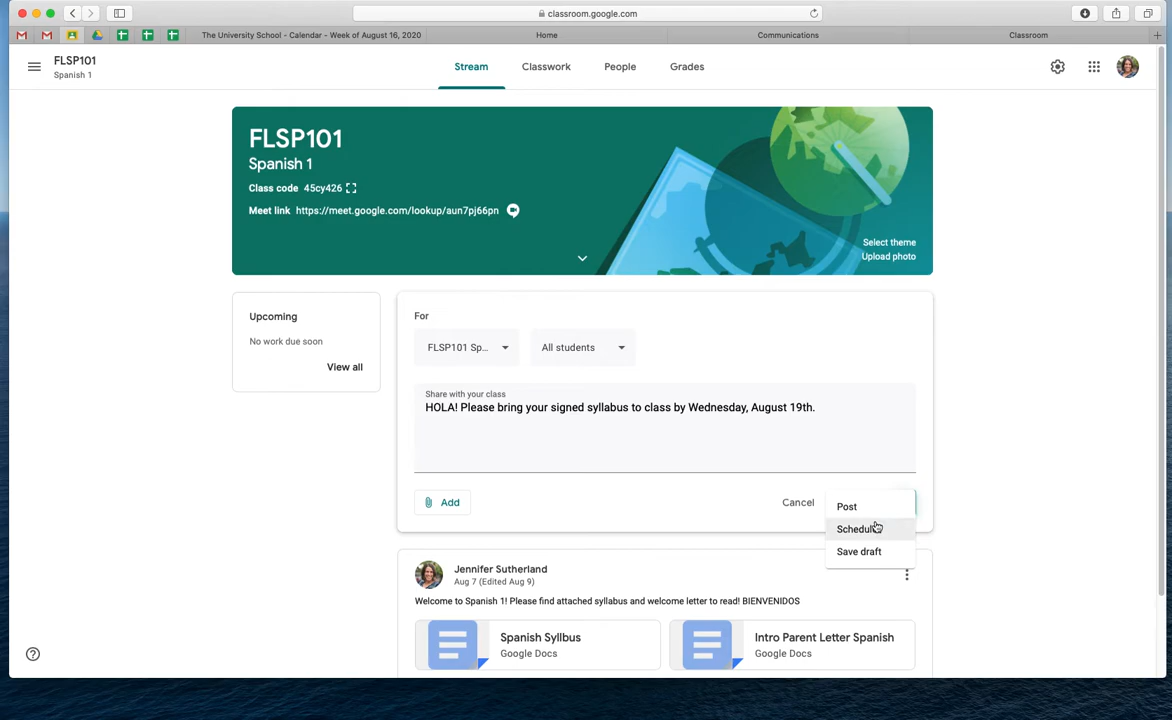 classroom.google.com
The University School - Calendar - Week of August 16, 2020
Home
Communications
Classroom
FLSP101
Spanish 1
Stream
Classwork
People
Grades
FLSP101
Spanish 1
Class code 45cy426
Meet link https://meet.google.com/lookup/aun7pj66pn
Select theme
Upload photo
Upcoming
No work due soon
View all
For
FLSP101 Sp...
All students
Share with your class
HOLA! Please bring your signed syllabus to class by Wednesday, August 19th.
Add
Cancel
Post
Schedule
Save draft
Jennifer Sutherland
Aug 7 (Edited Aug 9)
Welcome to Spanish 1! Please find attached syllabus and welcome letter to read! BIENVENIDOS
Spanish Syllbus
Google Docs
Intro Parent Letter Spanish
Google Docs